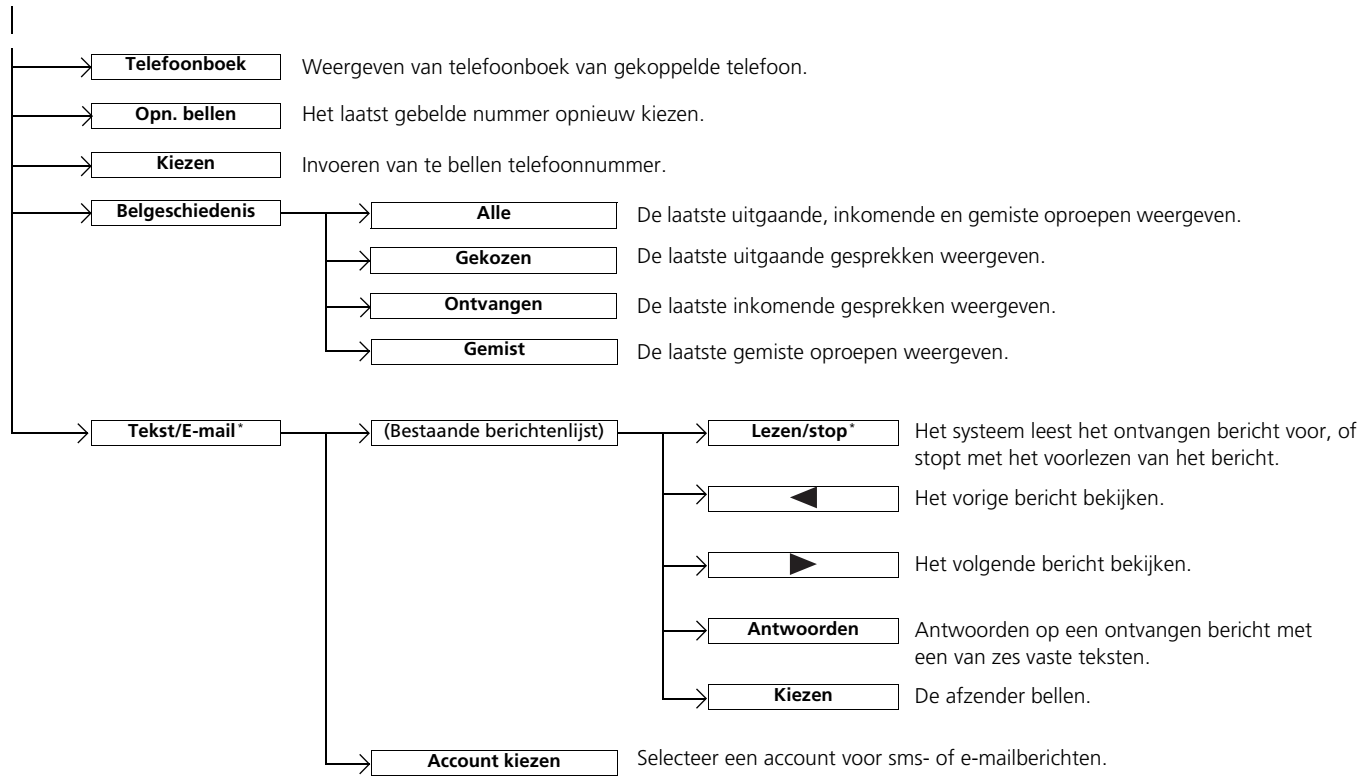 Telefoonboek Weergeven van telefoonboek van gekoppelde telefoon.
Opn. bellen Het laatst gebelde nummer opnieuw kiezen.
Kiezen Invoeren van te bellen telefoonnummer.
Belgeschiedenis Alle De laatste uitgaande, inkomende en gemiste oproepen weergeven.
Gekozen De laatste uitgaande gesprekken weergeven.
Ontvangen De laatste inkomende gesprekken weergeven.
Gemist De laatste gemiste oproepen weergeven.
Tekst/E-mail* (Bestaande berichtenlijst) Lezen/stop* Het systeem leest het ontvangen bericht voor, of
stopt met het voorlezen van het bericht.
Het vorige bericht bekijken.
Het volgende bericht bekijken.
Antwoorden Antwoorden op een ontvangen bericht met
een van zes vaste teksten.
Kiezen De afzender bellen.
Account kiezen Selecteer een account voor sms- of e-mailberichten.